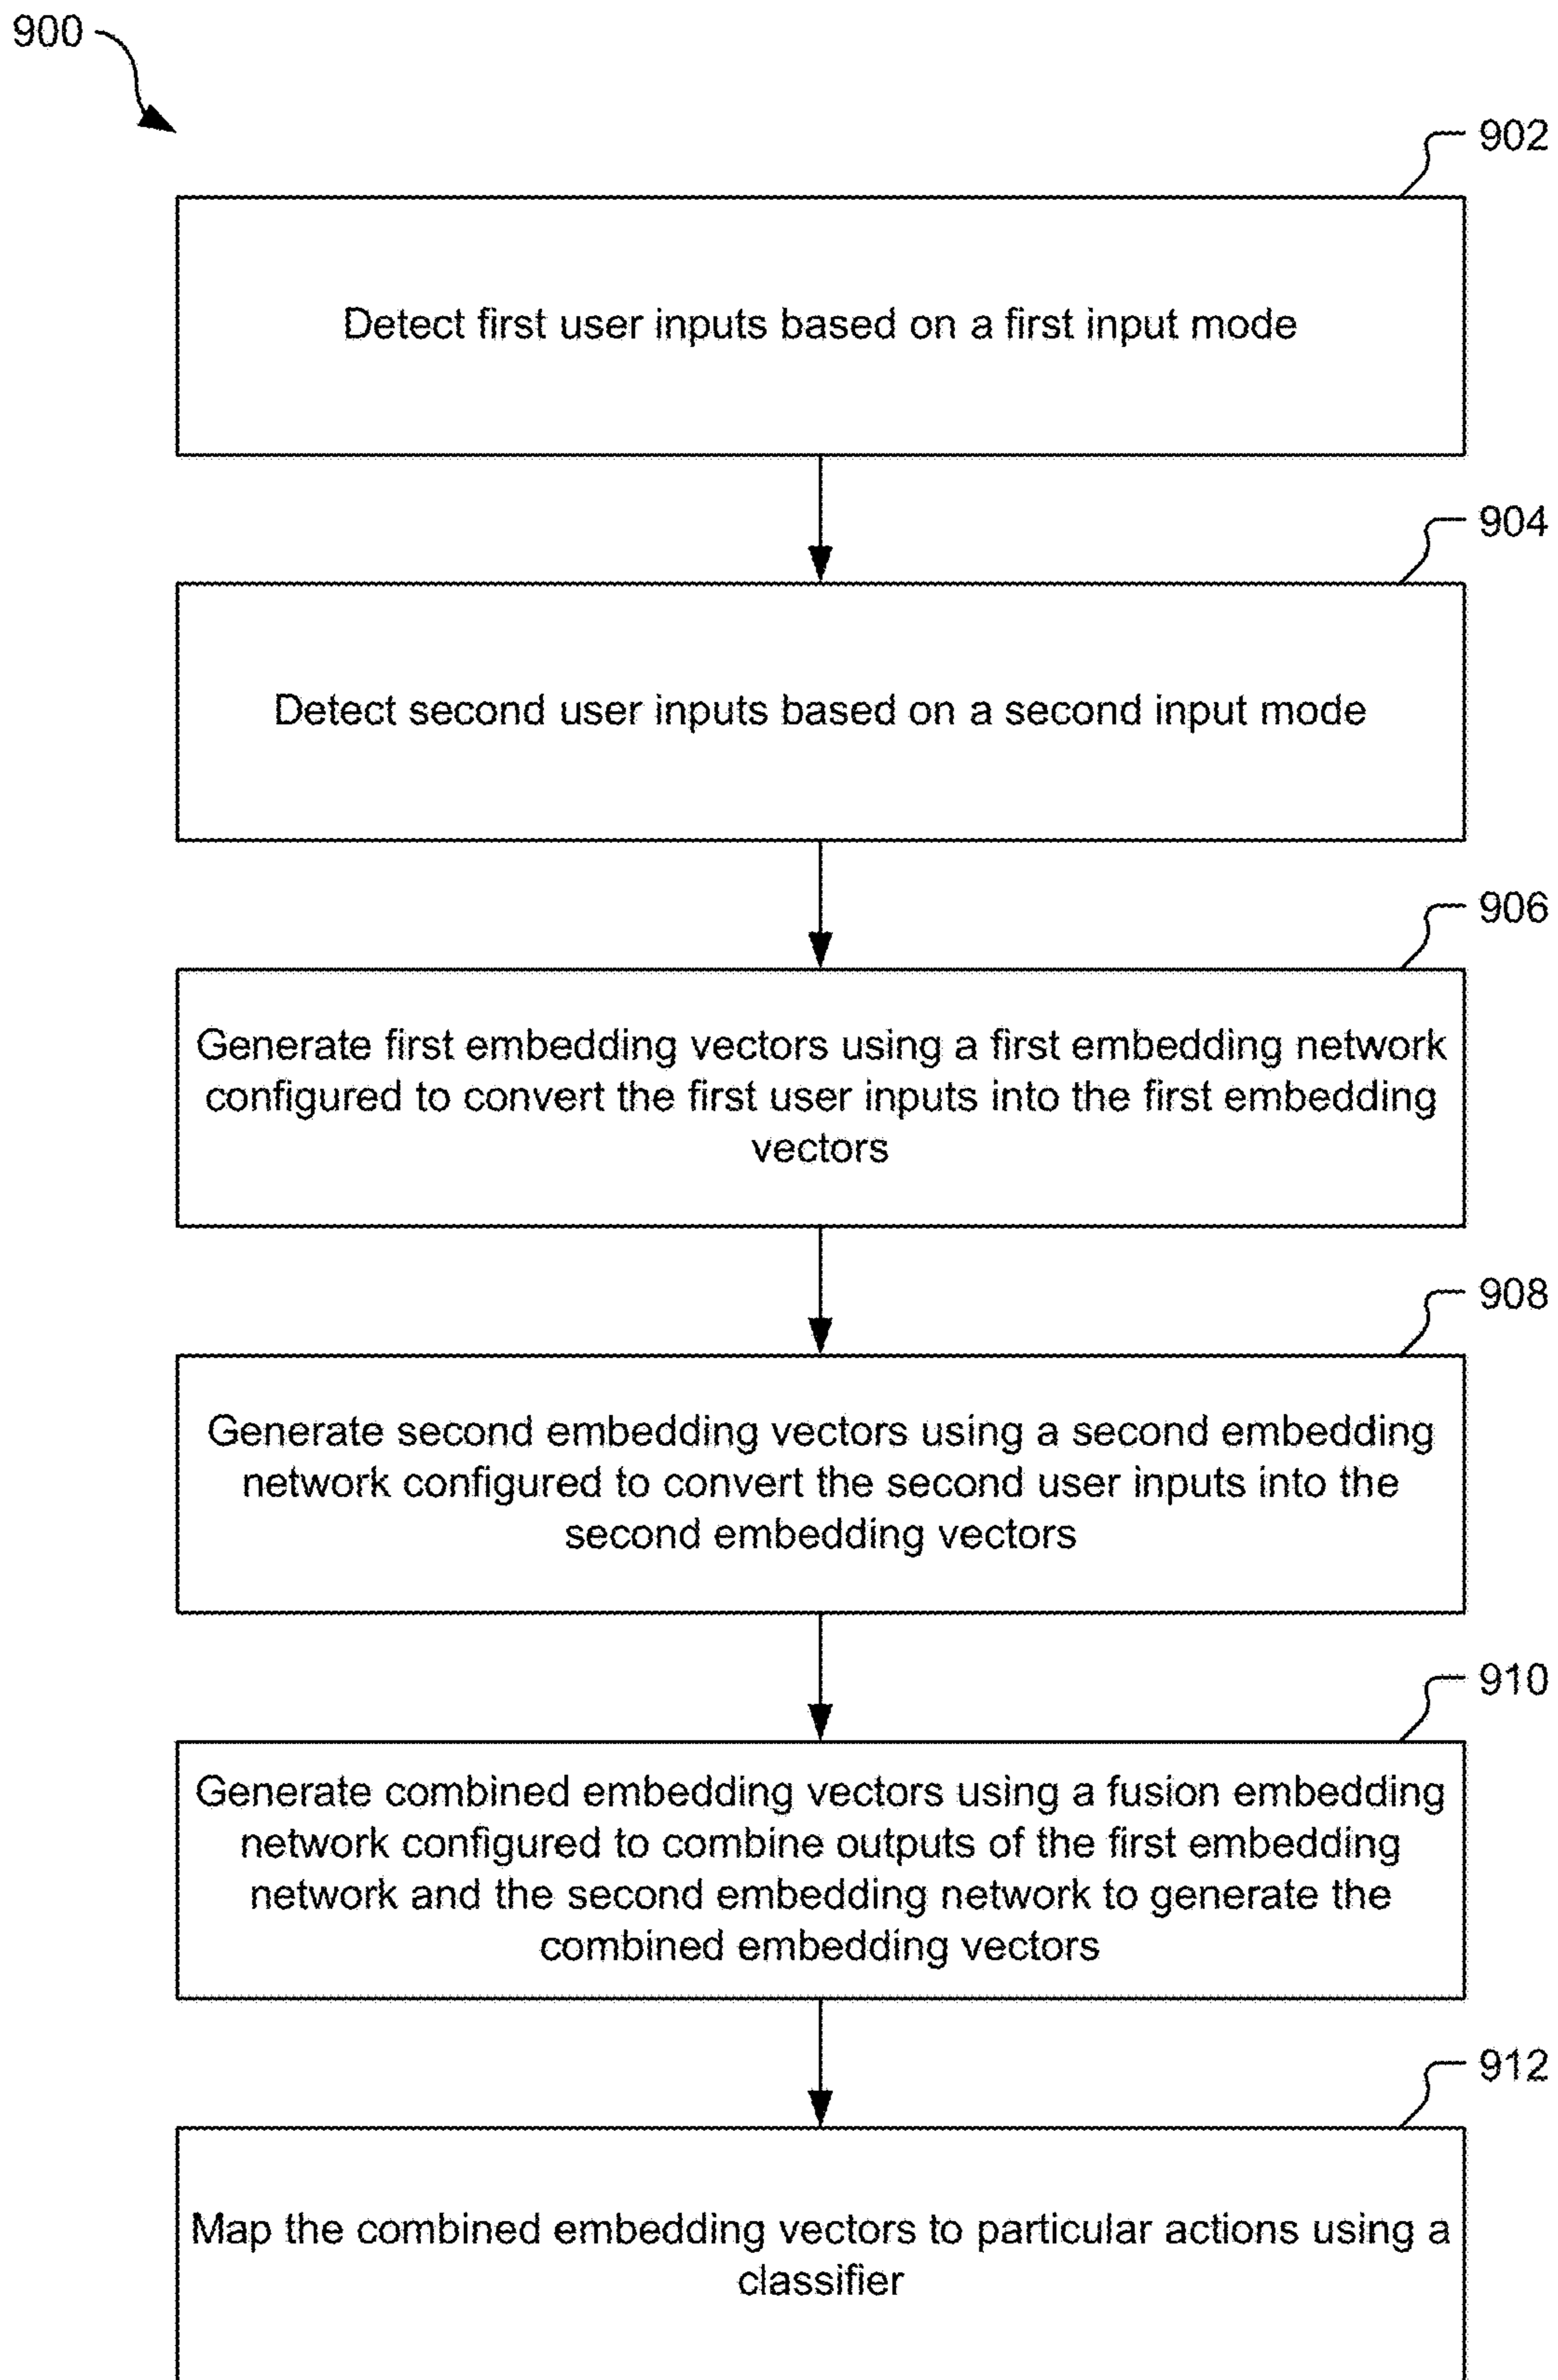 900
902
Detect first user inputs based on a first input mode
904
Detect second user inputs based on a second input mode
906
Generate first embedding vectors using a first embedding network
configured to convert the first user inputs into the first embedding
vectors
908
Generate second embedding vectors using a second embedding
network configured to convert the second user inputs into the
second embedding vectors
910
Generate combined embedding vectors using a fusion embedding
network configured to combine outputs of the first embedding
network and the second embedding network to generate the
combined embedding vectors
912
Map the combined embedding vectors to particular actions using a
classifier